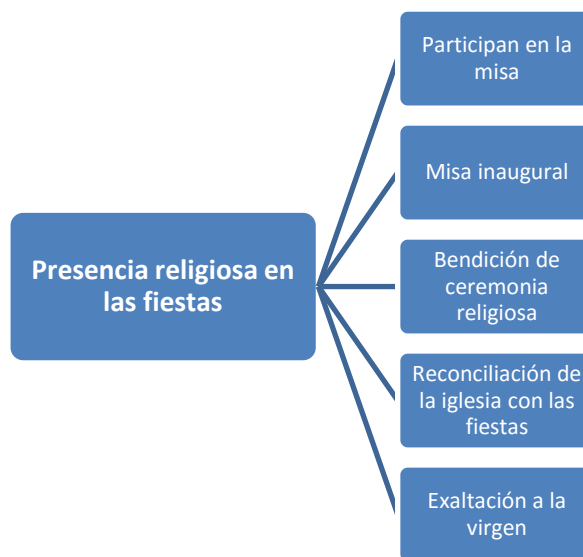 Presencia religiosa en
las fiestas
Participan en la
misa
Misa inaugural
Bendición de
ceremonia
religiosa
Reconciliación de
la iglesia con las
fiestas
Exaltación a la
virgen